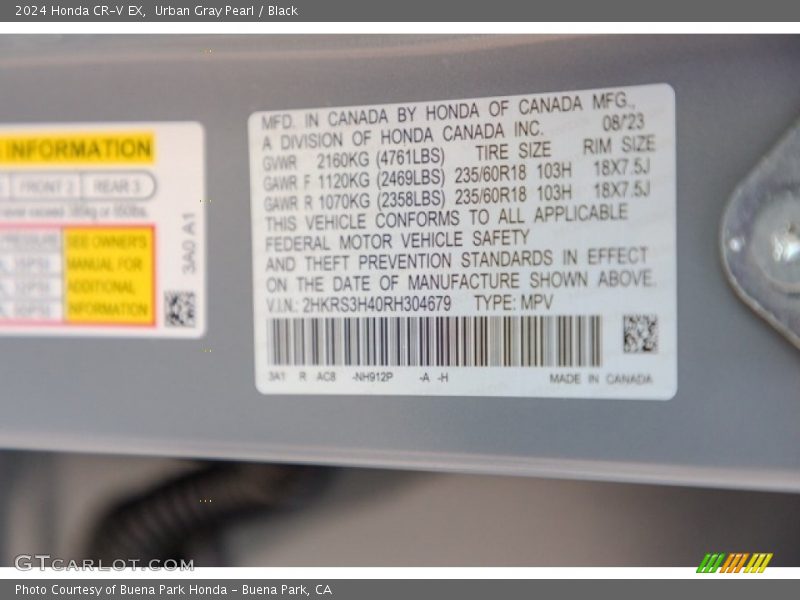 2024 Honda CR-V EX, Urban Gray Pearl / Black
INFORMATION
FRONT 2 REAR 3
SEE OWNER'S
MANUAL FOR
ADDITIONAL
INFORMATION
3A0 A1
MFD. IN CANADA BY HONDA OF CANADA MFG.,
A DIVISION OF HONDA CANADA INC. 08/'23
GVWR 2160KG (4761LBS) TIRE SIZE RIM SIZE
GAWR F 1120KG (2469LBS) 235/60R18 103H 18X7.5J
GAWR R 1070KG (2358LBS) 235/60R18 103H 18X7.5J
THIS VEHICLE CONFORMS TO ALL APPLICABLE
FEDERAL MOTOR VEHICLE SAFETY
AND THEFT PREVENTION STANDARDS IN EFFECT
ON THE DATE OF MANUFACTURE SHOWN ABOVE.
V.I.N.: 2HKRS3H40RH304679 TYPE: MPV
3A1 R AC8 -NH912P -A -H MADE IN CANADA
GTCARLOT.COM
Photo Courtesy of Buena Park Honda - Buena Park, CA